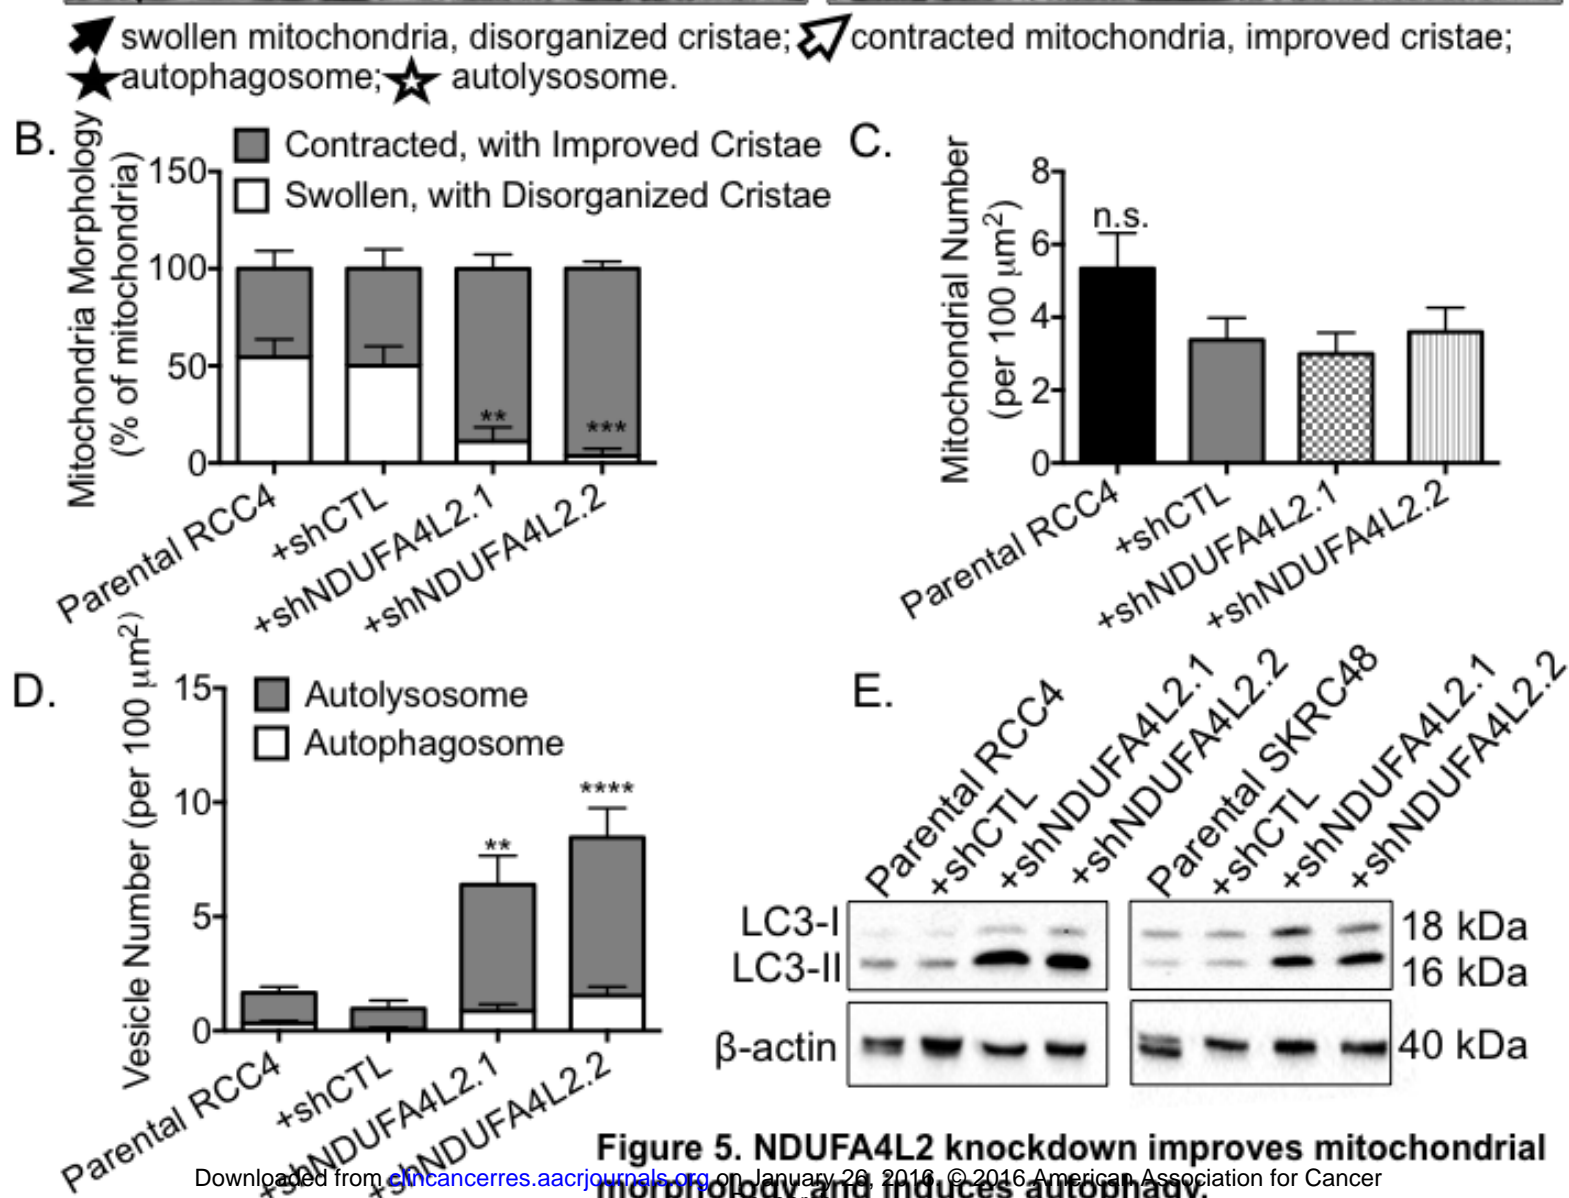 swollen mitochondria, disorganized cristae; contracted mitochondria, improved cristae;
autophagosome; autolysosome.
B.
Mitochondria Morphology
(% of mitochondria)
Contracted, with Improved Cristae
Swollen, with Disorganized Cristae
150
100
50
0
Parental RCC4
+shCTL
+shNDUFA4L2.1
+shNDUFA4L2.2
**
***
C.
Mitochondrial Number
(per 100 μm²)
8
6
4
2
0
n.s.
Parental RCC4
+shCTL
+shNDUFA4L2.1
+shNDUFA4L2.2
D.
Vesicle Number (per 100 μm²)
Autolysosome
Autophagosome
15
10
5
0
**
****
Parental RCC4
+shCTL
+shNDUFA4L2.1
+shNDUFA4L2.2
E.
Parental RCC4
+shCTL
+shNDUFA4L2.1
+shNDUFA4L2.2
Parental SKRC48
+shCTL
+shNDUFA4L2.1
+shNDUFA4L2.2
LC3-I
LC3-II
β-actin
18 kDa
16 kDa
40 kDa
Figure 5. NDUFA4L2 knockdown improves mitochondrial
morphology and induces autophagy.
Downloaded from clincancerres.aacrjournals.org on January 26, 2016. © 2016 American Association for Cancer